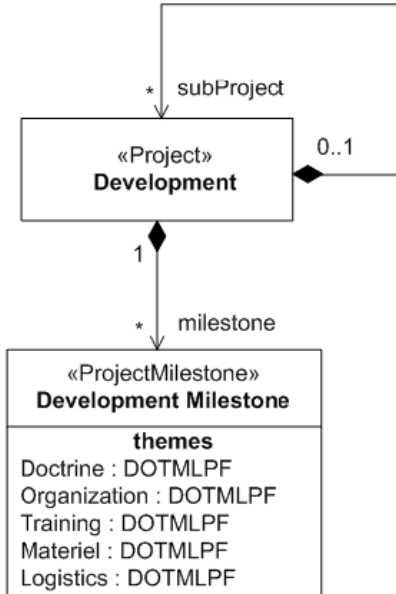 * subProject
«Project»
Development
0..1
1
* milestone
«ProjectMilestone»
Development Milestone
themes
Doctrine : DOTMLPF
Organization : DOTMLPF
Training : DOTMLPF
Materiel : DOTMLPF
Logistics : DOTMLPF